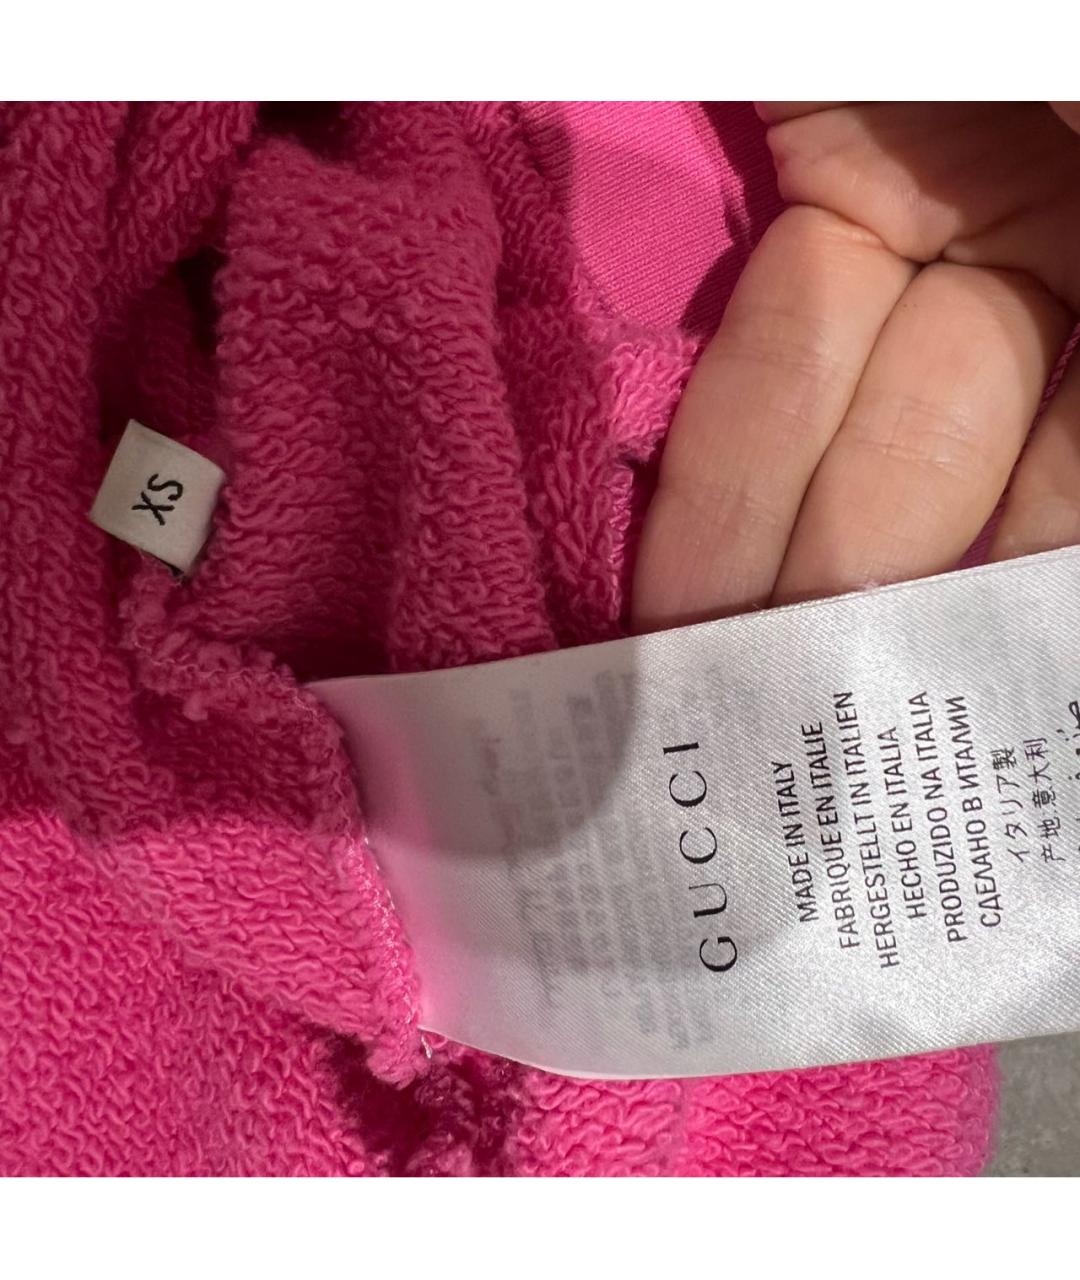 XS
GUCCI
MADE IN ITALY
FABRIQUE EN ITALIE
HERGESTELLT IN ITALIEN
HECHO EN ITALIA
PRODUZIDO NA ITALIA
СДЕЛАНО В ИТАЛИИ
イタリア製
产地 意大利